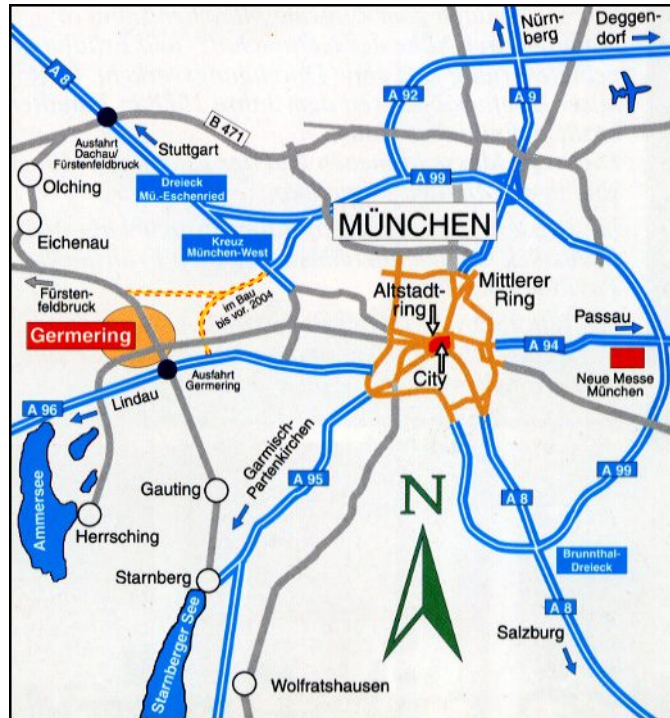 Nürn-
berg
Deggen-
dorf
A 8
A 92
A 9
B 471
Ausfahrt
Dachau/
Fürstenfeldbruck
Stuttgart
Olching
Dreieck
Mü.-Eschenried
A 99
Eichenau
MÜNCHEN
Kreuz
München-West
Fürsten-
feldbruck
im Bau
bis vor. 2004
Altstadt-
ring
Mittlerer
Ring
Passau
Germering
A 94
City
Neue Messe
München
Ausfahrt
Germering
A 96
Lindau
Garmisch-
Partenkirchen
A 95
A 99
Gauting
N
A 8
Ammersee
Herrsching
Brunnthal-
Dreieck
Starnberg
A 8
Salzburg
Starnberger See
Wolfratshausen